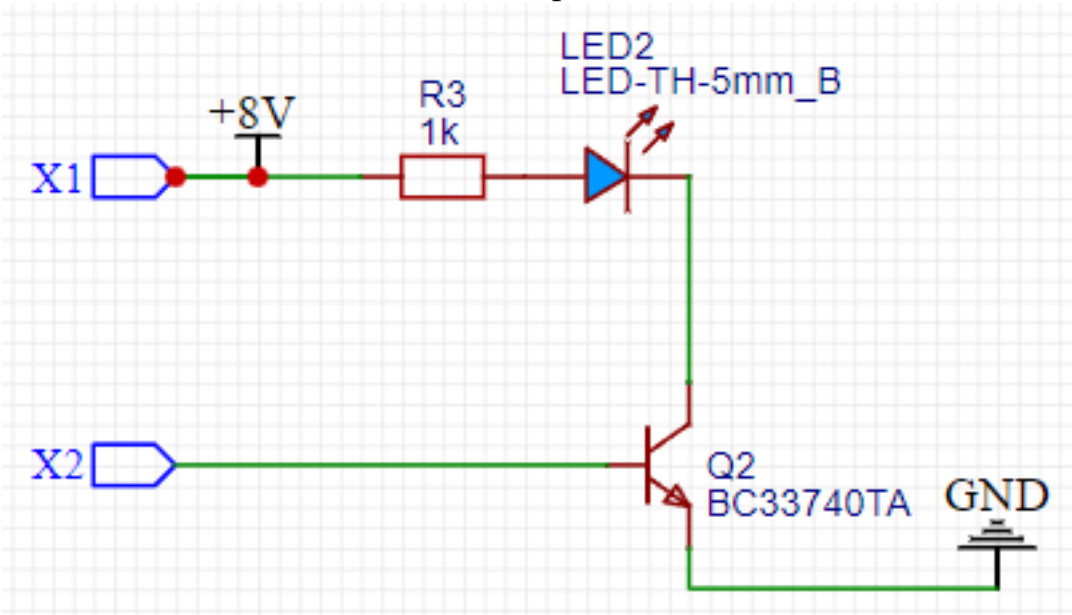 LED2
LED-TH-5mm_B
R3
1k
+8V
X1
X2
Q2
BC33740TA
GND